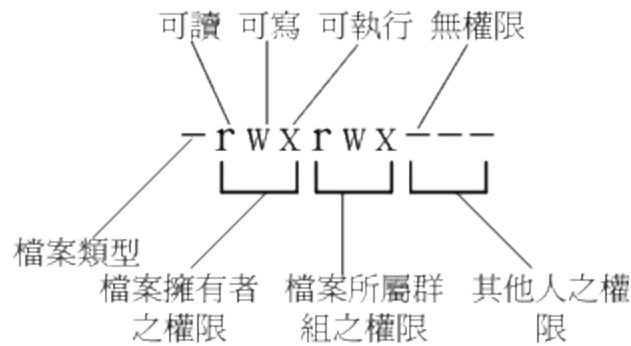 可讀 可寫 可執行 無權限
-rwxrwx---
檔案類型
檔案擁有者
之權限
檔案所屬群
組之權限
其他人之權
限